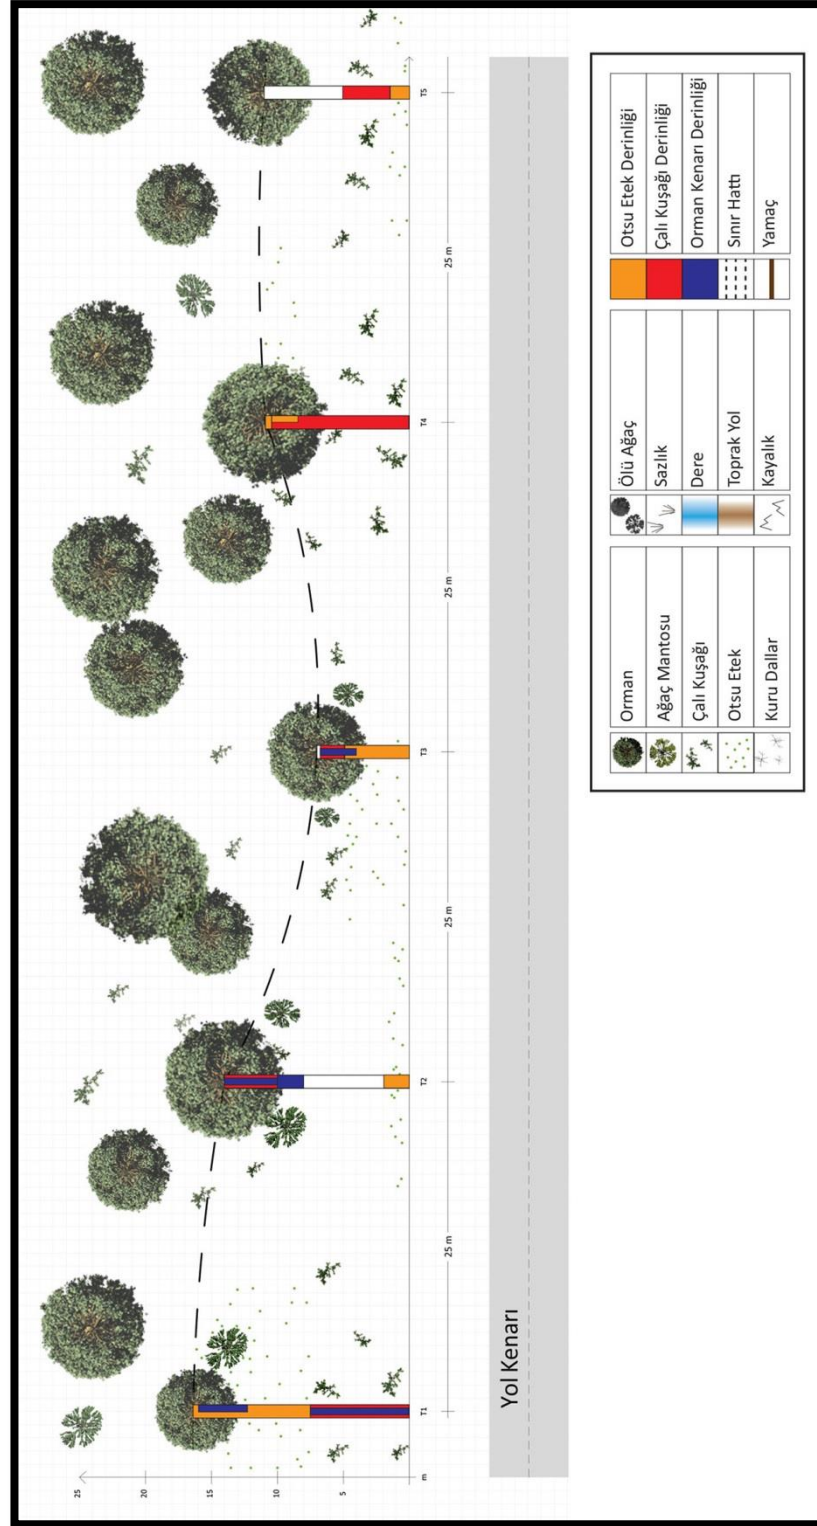 25
20
15
10
5
m
T1
T2
T3
T4
T5
25 m
25 m
25 m
25 m
Yol Kenarı
Orman
Ağaç Mantosu
Çalı Kuşağı
Otsu Etek
Kuru Dallar
Ölü Ağaç
Sazlık
Dere
Toprak Yol
Kayalık
Otsu Etek Derinliği
Çalı Kuşağı Derinliği
Orman Kenarı Derinliği
Sınır Hattı
Yamaç